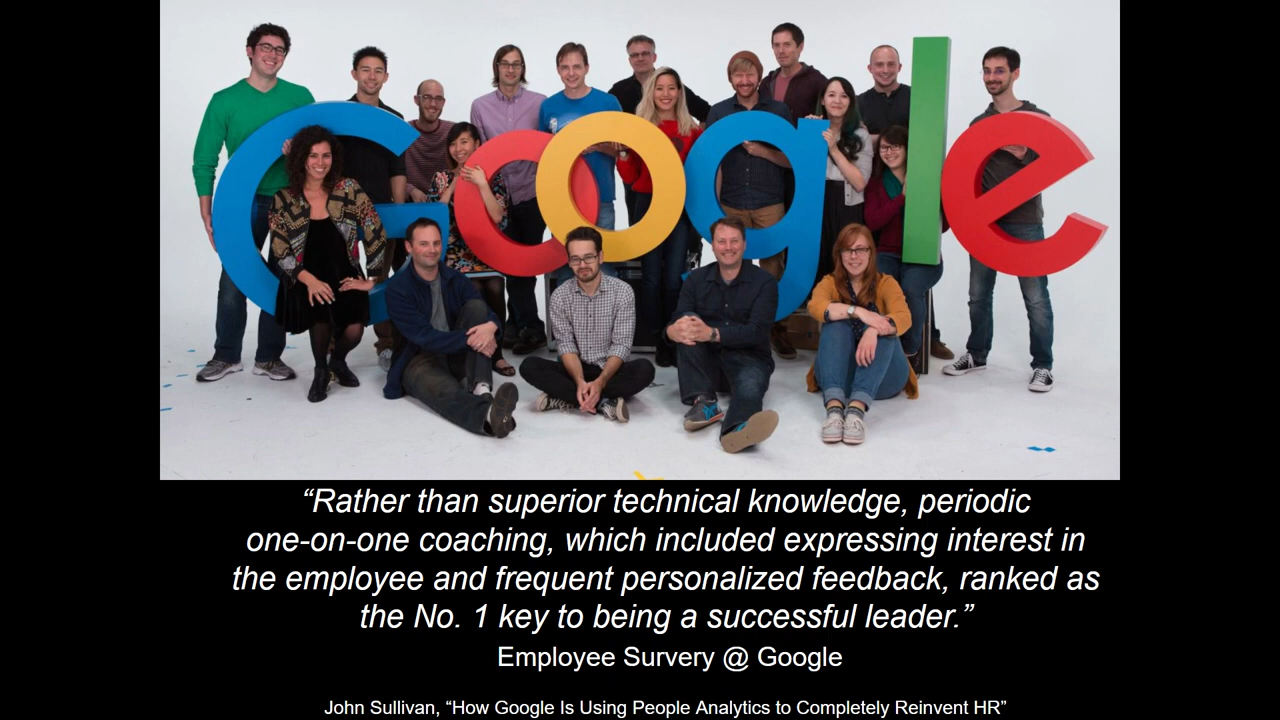 Google
“Rather than superior technical knowledge, periodic
one-on-one coaching, which included expressing interest in
the employee and frequent personalized feedback, ranked as
the No. 1 key to being a successful leader.”
Employee Survery @ Google
John Sullivan, “How Google Is Using People Analytics to Completely Reinvent HR”